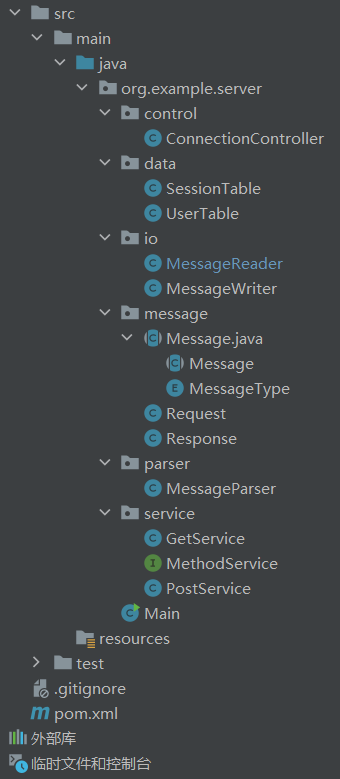 src
main
java
org.example.server
control
ConnectionController
data
SessionTable
UserTable
io
MessageReader
MessageWriter
message
Message.java
Message
MessageType
Request
Response
parser
MessageParser
service
GetService
MethodService
PostService
Main
resources
test
.gitignore
pom.xml
外部库
临时文件和控制台